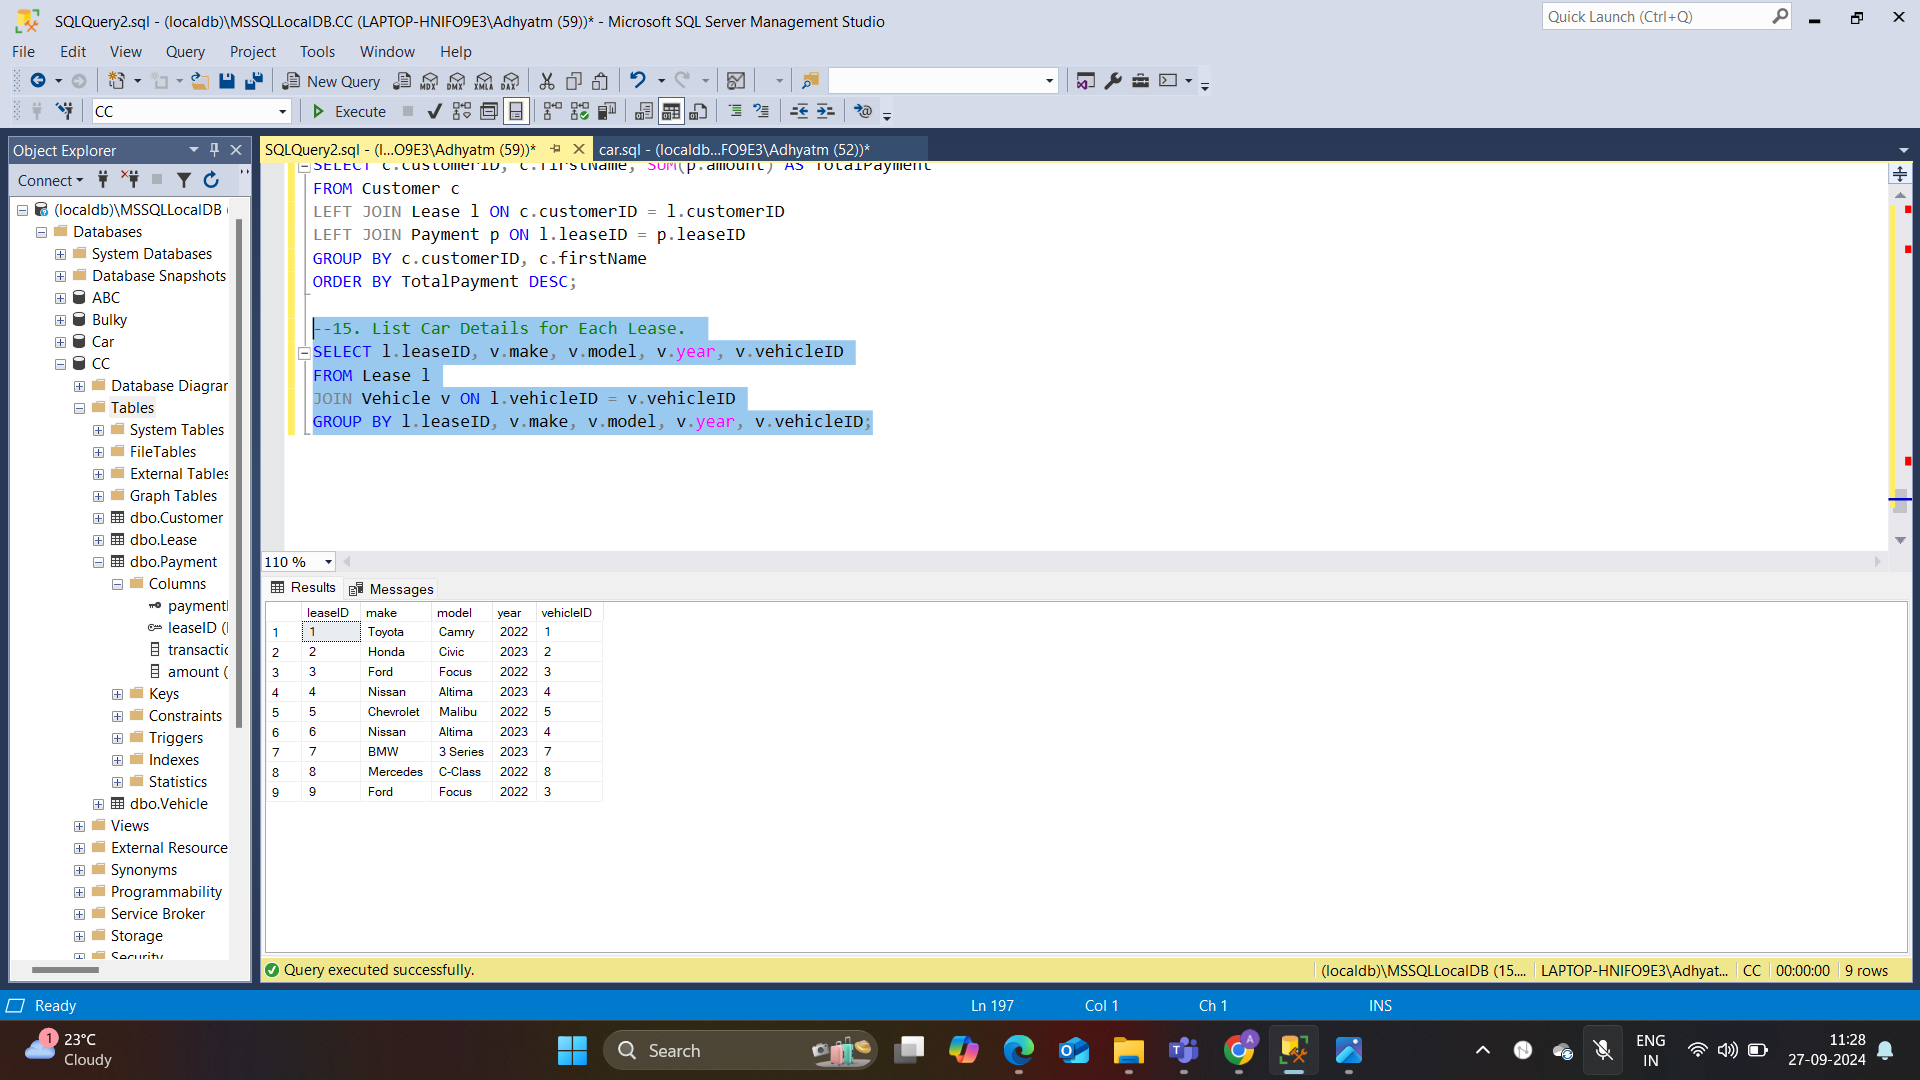 SQLQuery2.sql - (localdb)\MSSQLLocalDB.CC (LAPTOP-HNIFO9E3\Adhyatm (59))* - Microsoft SQL Server Management Studio
Quick Launch (Ctrl+Q)
File Edit View Query Project Tools Window Help
New Query MDX DMX XMLA DAX
CC Execute
Object Explorer
SQLQuery2.sql - (l...O9E3\Adhyatm (59))*
car.sql - (localdb...FO9E3\Adhyatm (52))*
Connect
(localdb)\MSSQLLocalDB (
Databases
System Databases
Database Snapshots
ABC
Bulky
Car
CC
Database Diagrar
Tables
System Tables
FileTables
External Tables
Graph Tables
dbo.Customer
dbo.Lease
dbo.Payment
Columns
paymentI
leaseID (I
transactic
amount (
Keys
Constraints
Triggers
Indexes
Statistics
dbo.Vehicle
Views
External Resource
Synonyms
Programmability
Service Broker
Storage
Security
SELECT c.customerID, c.firstName, SUM(p.amount) AS TotalPayment
FROM Customer c
LEFT JOIN Lease l ON c.customerID = l.customerID
LEFT JOIN Payment p ON l.leaseID = p.leaseID
GROUP BY c.customerID, c.firstName
ORDER BY TotalPayment DESC;
--15. List Car Details for Each Lease.
SELECT l.leaseID, v.make, v.model, v.year, v.vehicleID
FROM Lease l
JOIN Vehicle v ON l.vehicleID = v.vehicleID
GROUP BY l.leaseID, v.make, v.model, v.year, v.vehicleID;
110 %
Results Messages
leaseID make model year vehicleID
1 1 Toyota Camry 2022 1
2 2 Honda Civic 2023 2
3 3 Ford Focus 2022 3
4 4 Nissan Altima 2023 4
5 5 Chevrolet Malibu 2022 5
6 6 Nissan Altima 2023 4
7 7 BMW 3 Series 2023 7
8 8 Mercedes C-Class 2022 8
9 9 Ford Focus 2022 3
Query executed successfully.
(localdb)\MSSQLLocalDB (15.... LAPTOP-HNIFO9E3\Adhyat... CC 00:00:00 9 rows
Ready Ln 197 Col 1 Ch 1 INS
1
23°C
Cloudy
Search
A
ENG
IN
11:28
27-09-2024